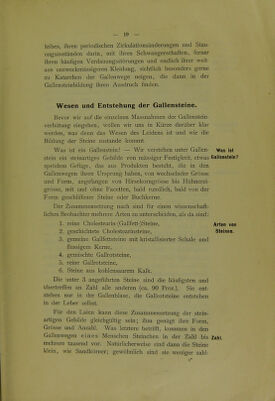 — 19 —
leibes, ihren periodischen Zirkulationsänderungen und Stau-
ungszuständen darin, mit ihren Schwangerschaften, ferner
ihren häufigen Verdauungsstörungen und endlich ihrer weit
aus unzweckmässigeren Kleidung, sichtlich besonders gerne
zu Katarrhen der Gallenwege neigen, die dann in der
Gallensteinbildung ihren Ausdruck finden.
Wesen und Entstehung der Gallensteine.
Bevor wir auf die einzelnen Massnahmen der Gallenstein-
verhütung eingehen, wollen wir uns in Kürze darüber klar
werden, was denn das Wesen des Leidens ist und wie die
Bildung der Steine zustande kommt.
Was ist ein Gallenstein? — Wir verstehen unter Gallen-
stein ein steinartiges Gebilde von mässiger Festigkeit, etwas
speckigem Gefüge, das aus Produkten besteht, die in den
Gallenwegen ihren Ursprung haben, von wechselnder Grösse
und Form, angefangen von Hirsekorngrösse bis Hühnerei-
grösse, mit und ohne Facetten, bald rundlich, bald von der
Form geschliffener Steine oder Buchkerne.
Was ist
Gallenstein?
Der Zusammensetzung nach sind für einen wissenschaft-
lichen Beobachter mehrere Arten zu unterscheiden, als da sind:
1. reine Cholestearin-(Gallfett-)Steine,
2. geschichtete Cholestearinsteine,
3. gemeine Gallfettsteine mit kristallisierter Schale und
flüssigem Kerne,
4. gemischte Gallrotsteine,
5. reine Gallrotsteine,
6. Steine aus kohlensaurem Kalt.
Arten von
Steinen.
Die unter 3 angeführten Steine sind die häufigsten und
übertreffen an Zahl alle anderen (ca. 90 Proz.). Sie ent-
stehen nur in der Gallenblase, die Gallrotsteine entstehen
in der Leber selbst.
Für den Laien kann diese Zusammensetzung der stein-
artigen Gebilde gleichgültig sein; ihm genügt ihre Form,
Grösse und Anzahl. Was letztere betrifft, kommen in den
Gallenwegen eines Menschen Steinchen in der Zahl bis
mehrere tausend vor. Natürlicherweise sind dann die Steine
klein, wie Sandkörner; gewöhnlich sind sie weniger zahl-
Zahl.